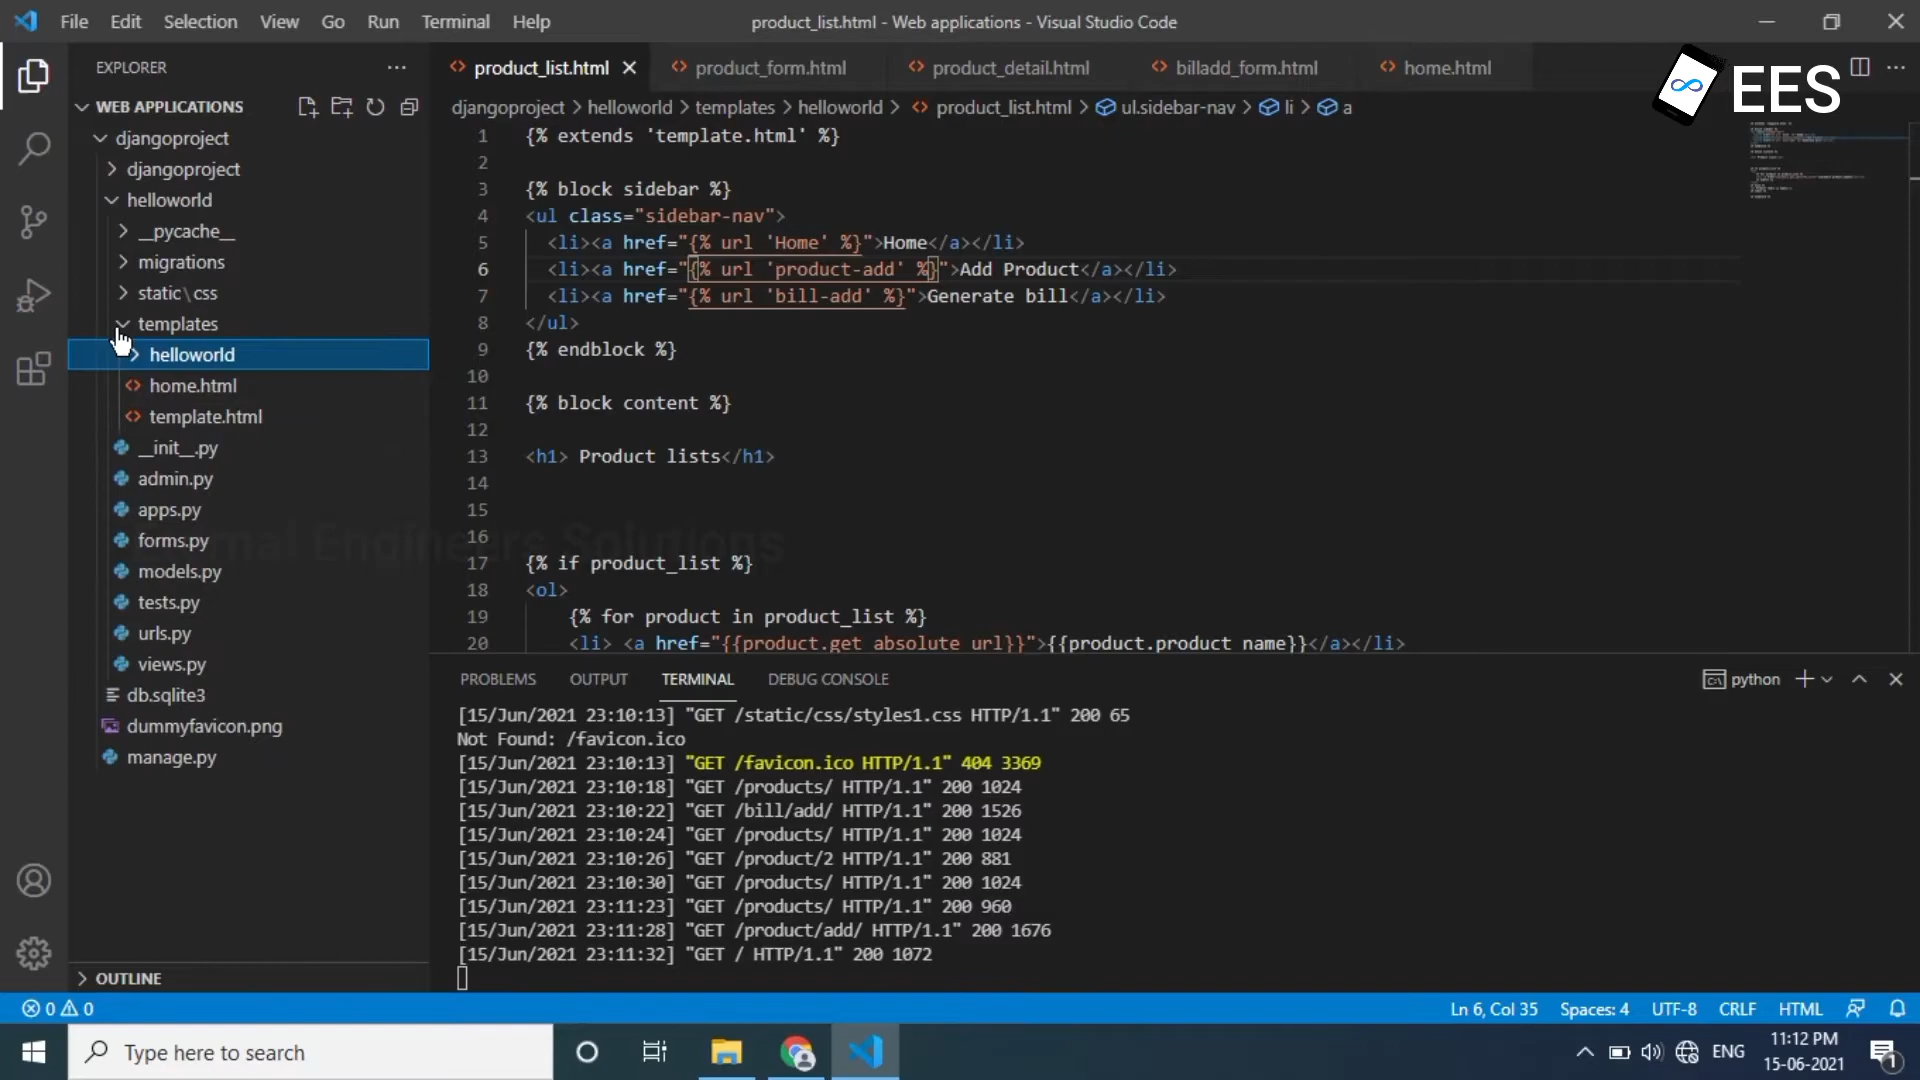 File Edit Selection View Go Run Terminal Help
product_list.html - Web applications - Visual Studio Code
EXPLORER
product_list.html product_form.html product_detail.html billadd_form.html home.html
EES
WEB APPLICATIONS
djangoproject > helloworld > templates > helloworld > product_list.html > ul.sidebar-nav > li > a
djangoproject
djangoproject
helloworld
__pycache__
migrations
static\css
templates
helloworld
home.html
template.html
__init__.py
admin.py
apps.py
forms.py
models.py
tests.py
urls.py
views.py
db.sqlite3
dummyfavicon.png
manage.py
OUTLINE
1 {% extends 'template.html' %}
2
3 {% block sidebar %}
4 <ul class="sidebar-nav">
5 <li><a href="{% url 'Home' %}">Home</a></li>
6 <li><a href="{% url 'product-add' %}">Add Product</a></li>
7 <li><a href="{% url 'bill-add' %}">Generate bill</a></li>
8 </ul>
9 {% endblock %}
10
11 {% block content %}
12
13 <h1> Product lists</h1>
14
15
16
17 {% if product_list %}
18 <ol>
19 {% for product in product_list %}
20 <li> <a href="{{product.get_absolute_url}}">{{product.product_name}}</a></li>
Engineers Solutions
PROBLEMS OUTPUT TERMINAL DEBUG CONSOLE
python
[15/Jun/2021 23:10:13] "GET /static/css/styles1.css HTTP/1.1" 200 65
Not Found: /favicon.ico
[15/Jun/2021 23:10:13] "GET /favicon.ico HTTP/1.1" 404 3369
[15/Jun/2021 23:10:18] "GET /products/ HTTP/1.1" 200 1024
[15/Jun/2021 23:10:22] "GET /bill/add/ HTTP/1.1" 200 1526
[15/Jun/2021 23:10:24] "GET /products/ HTTP/1.1" 200 1024
[15/Jun/2021 23:10:26] "GET /product/2 HTTP/1.1" 200 881
[15/Jun/2021 23:10:30] "GET /products/ HTTP/1.1" 200 1024
[15/Jun/2021 23:11:23] "GET /products/ HTTP/1.1" 200 960
[15/Jun/2021 23:11:28] "GET /product/add/ HTTP/1.1" 200 1676
[15/Jun/2021 23:11:32] "GET / HTTP/1.1" 200 1072
0 0
Ln 6, Col 35 Spaces: 4 UTF-8 CRLF HTML
Type here to search
ENG
11:12 PM
15-06-2021
1